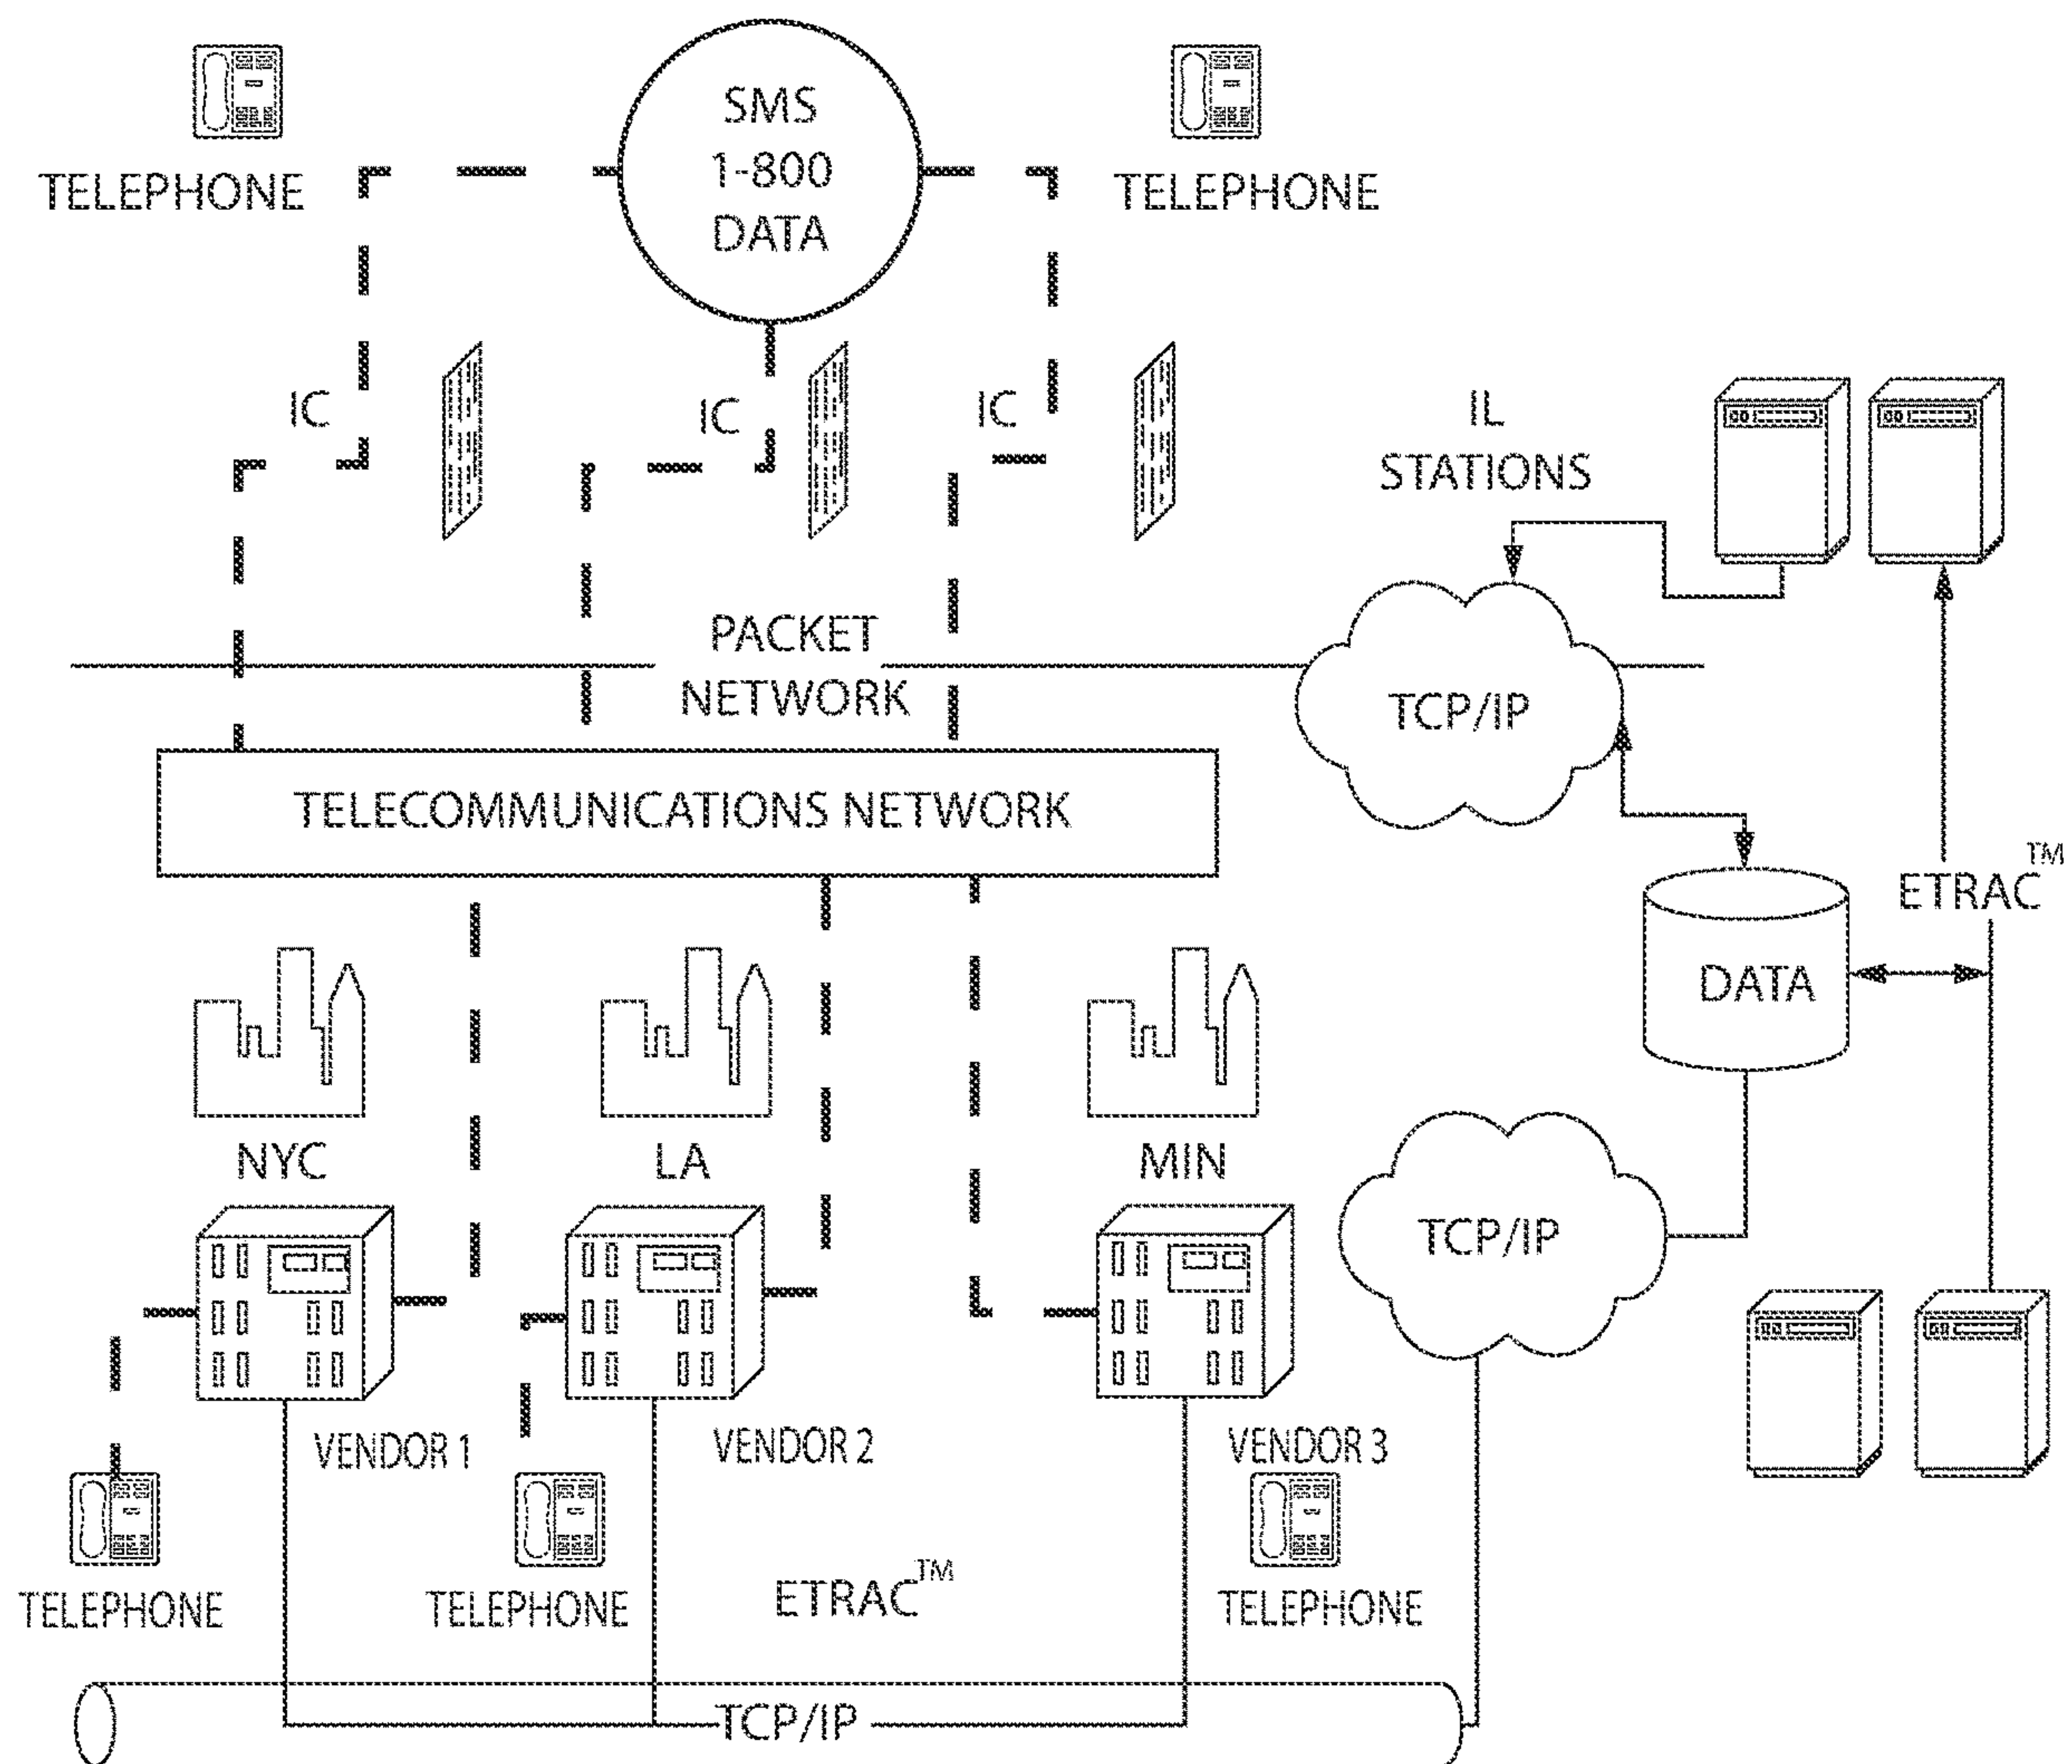 SMS
1-800
DATA
TELEPHONE
TELEPHONE
IC
IC
IC
IL
STATIONS
PACKET
NETWORK
TCP/IP
TELECOMMUNICATIONS NETWORK
ETRAC™
DATA
NYC
LA
MIN
TCP/IP
VENDOR 1
VENDOR 2
VENDOR 3
TELEPHONE
TELEPHONE
ETRAC™
TELEPHONE
TCP/IP